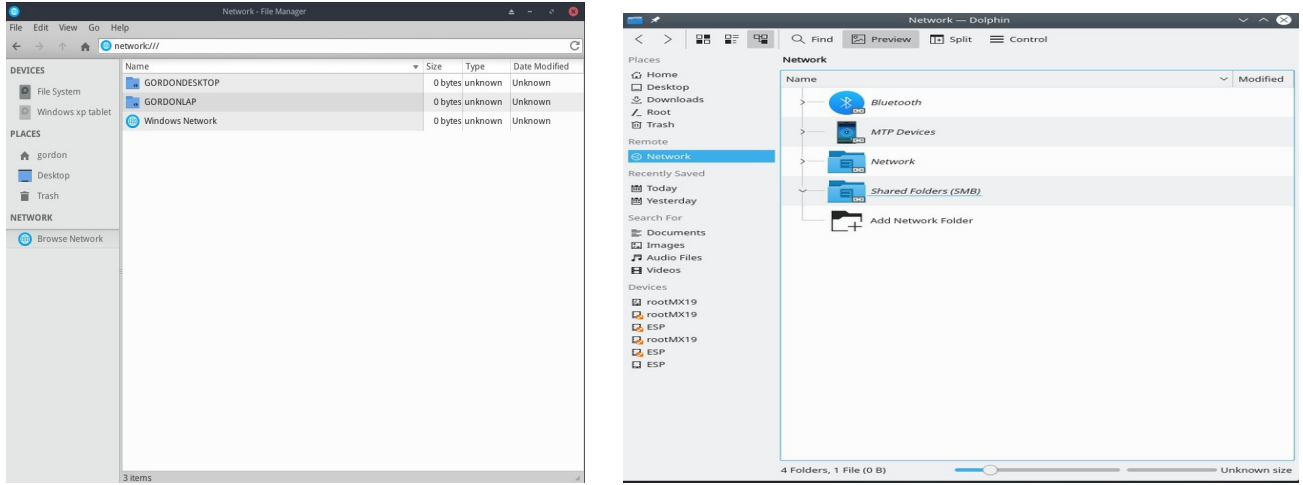 Network - File Manager
File Edit View Go Help
network:///
DEVICES
File System
Windows xp tablet
PLACES
gordon
Desktop
Trash
NETWORK
Browse Network
Name Size Type Date Modified
GORDONDESKTOP 0 bytes unknown Unknown
GORDONLAP 0 bytes unknown Unknown
Windows Network 0 bytes unknown Unknown
3 items
Network — Dolphin
Find Preview Split Control
Places
Home
Desktop
Downloads
Root
Trash
Remote
Network
Recently Saved
Today
Yesterday
Search For
Documents
Images
Audio Files
Videos
Devices
rootMX19
rootMX19
ESP
rootMX19
ESP
ESP
Network
Name Modified
Bluetooth
MTP Devices
Network
Shared Folders (SMB)
Add Network Folder
4 Folders, 1 File (0 B) Unknown size